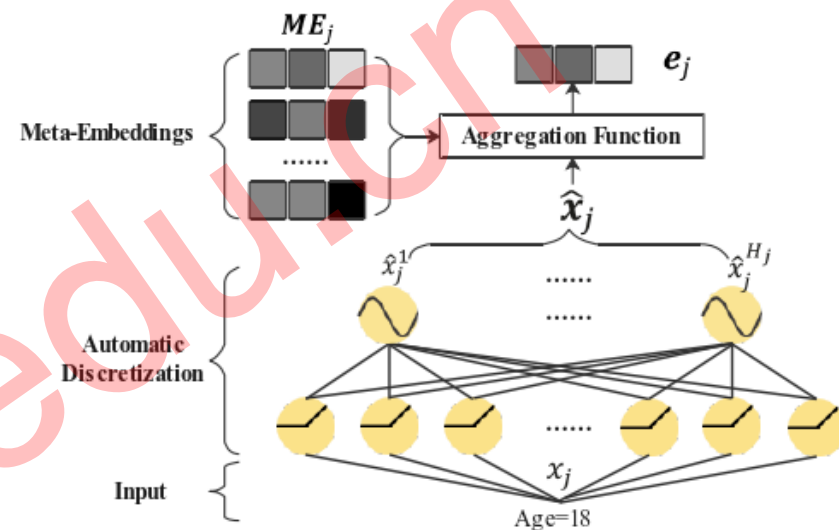 ME_j
e_j
Meta-Embeddings
Aggregation Function
......
x̂_j
x̂_j^1
......
x̂_j^{H_j}
......
Automatic
Discretization
......
x_j
Input
Age=18
edu.cn